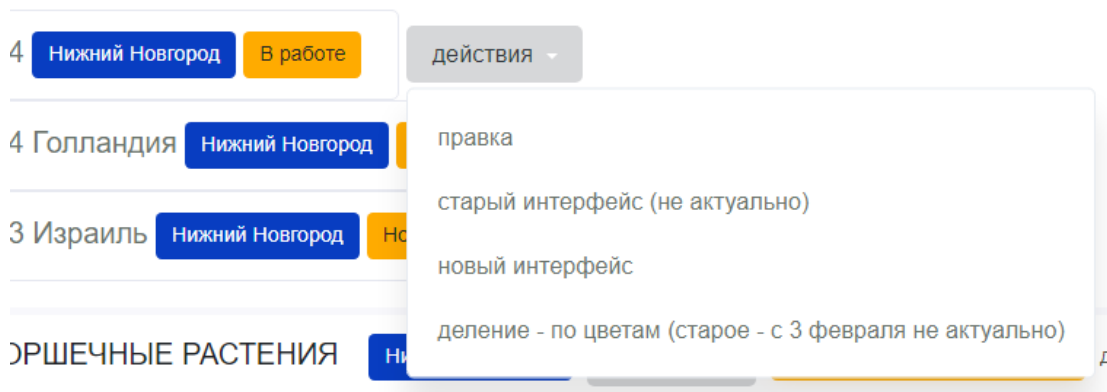 4 Нижний Новгород В работе действия
правка
4 Голландия Нижний Новгород
старый интерфейс (не актуально)
3 Израиль Нижний Новгород
новый интерфейс
деление - по цветам (старое - с 3 февраля не актуально)
ОРШЕЧНЫЕ РАСТЕНИЯ